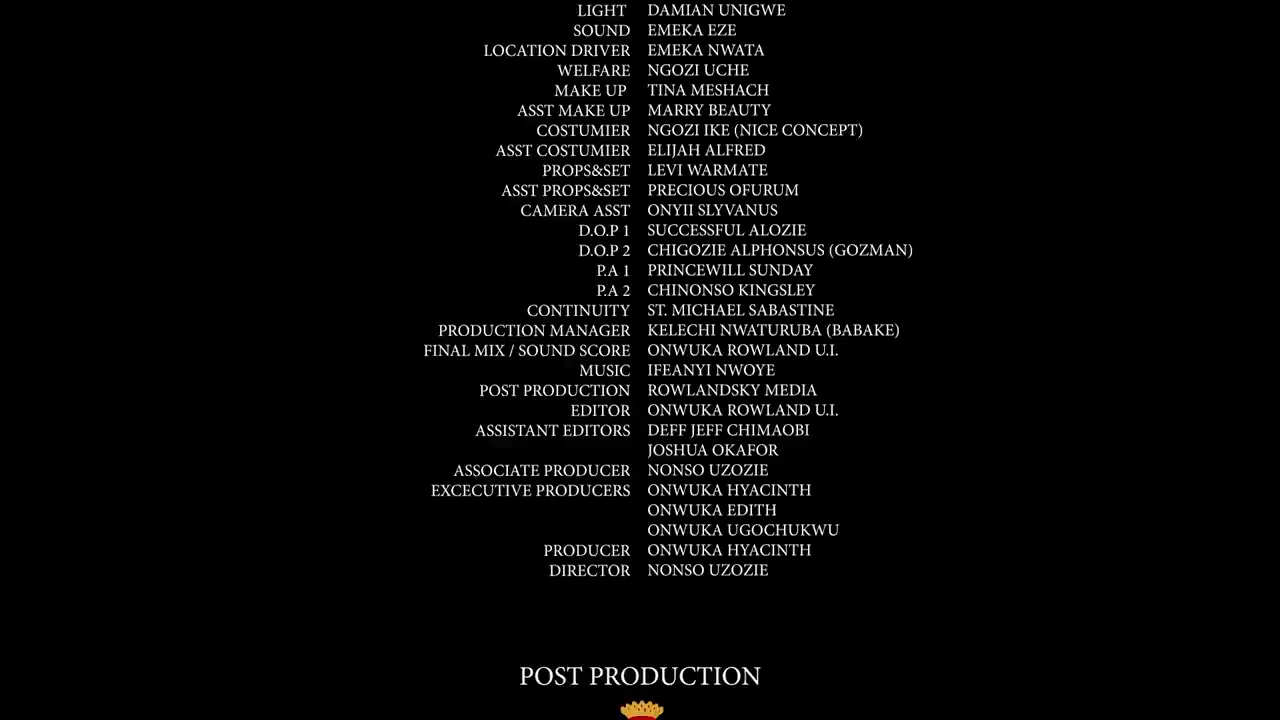 LIGHT DAMIAN UNIGWE
SOUND EMEKA EZE
LOCATION DRIVER EMEKA NWATA
WELFARE NGOZI UCHE
MAKE UP TINA MESHACH
ASST MAKE UP MARRY BEAUTY
COSTUMIER NGOZI IKE (NICE CONCEPT)
ASST COSTUMIER ELIJAH ALFRED
PROPS&SET LEVI WARMATE
ASST PROPS&SET PRECIOUS OFURUM
CAMERA ASST ONYII SLYVANUS
D.O.P 1 SUCCESSFUL ALOZIE
D.O.P 2 CHIGOZIE ALPHONSUS (GOZMAN)
P.A 1 PRINCEWILL SUNDAY
P.A 2 CHINONSO KINGSLEY
CONTINUITY ST. MICHAEL SABASTINE
PRODUCTION MANAGER KELECHI NWATURUBA (BABAKE)
FINAL MIX / SOUND SCORE ONWUKA ROWLAND U.I.
MUSIC IFEANYI NWOYE
POST PRODUCTION ROWLANDSKY MEDIA
EDITOR ONWUKA ROWLAND U.I.
ASSISTANT EDITORS DEFF JEFF CHIMAOBI
JOSHUA OKAFOR
ASSOCIATE PRODUCER NONSO UZOZIE
EXCECUTIVE PRODUCERS ONWUKA HYACINTH
ONWUKA EDITH
ONWUKA UGOCHUKWU
PRODUCER ONWUKA HYACINTH
DIRECTOR NONSO UZOZIE
POST PRODUCTION